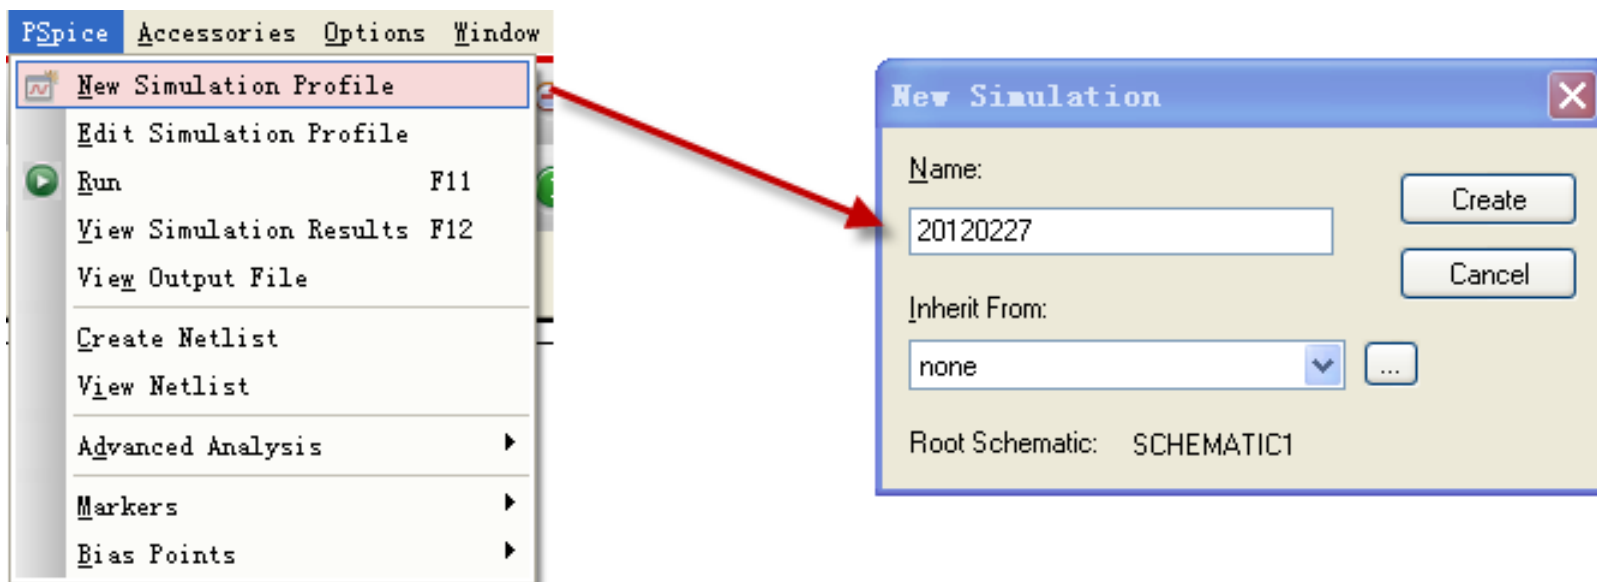 PSpice Accessories Options Window
New Simulation Profile
Edit Simulation Profile
Run F11
View Simulation Results F12
View Output File
Create Netlist
View Netlist
Advanced Analysis
Markers
Bias Points
New Simulation
Name:
20120227
Create
Cancel
Inherit From:
none
...
Root Schematic: SCHEMATIC1